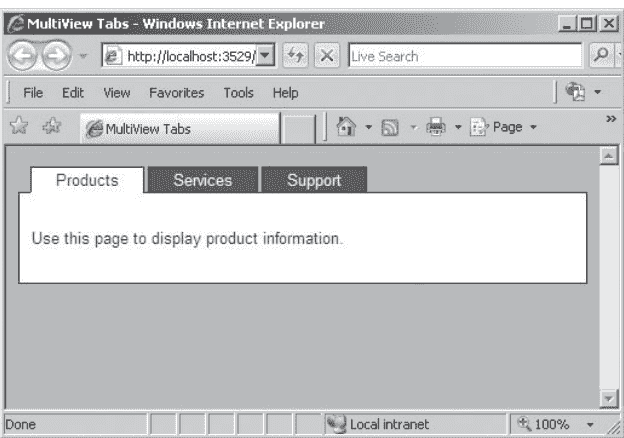 MultiView Tabs - Windows Internet Explorer
http://localhost:3529/ Live Search
File Edit View Favorites Tools Help
MultiView Tabs Page »
Products Services Support
Use this page to display product information.
Done Local intranet 100%